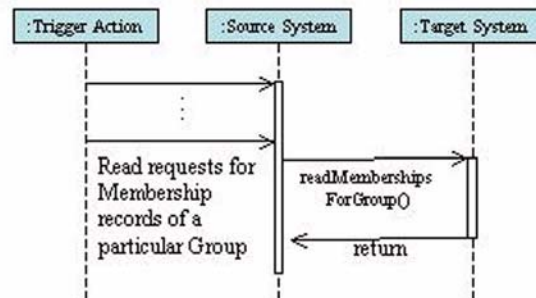 :Trigger Action
:Source System
:Target System
Read requests for
Membership
records of a
particular Group
readMemberships
ForGroup()
return